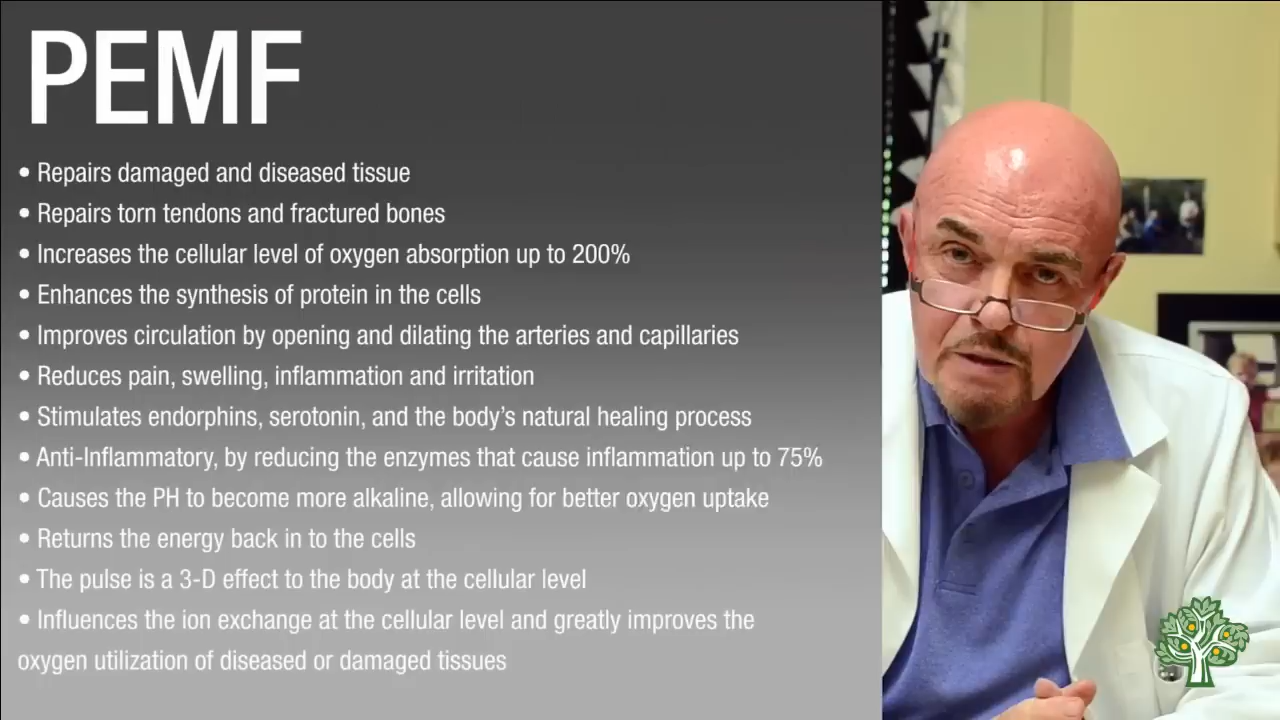 PEMF
• Repairs damaged and diseased tissue
• Repairs torn tendons and fractured bones
• Increases the cellular level of oxygen absorption up to 200%
• Enhances the synthesis of protein in the cells
• Improves circulation by opening and dilating the arteries and capillaries
• Reduces pain, swelling, inflammation and irritation
• Stimulates endorphins, serotonin, and the body's natural healing process
• Anti-Inflammatory, by reducing the enzymes that cause inflammation up to 75%
• Causes the PH to become more alkaline, allowing for better oxygen uptake
• Returns the energy back in to the cells
• The pulse is a 3-D effect to the body at the cellular level
• Influences the ion exchange at the cellular level and greatly improves the
oxygen utilization of diseased or damaged tissues